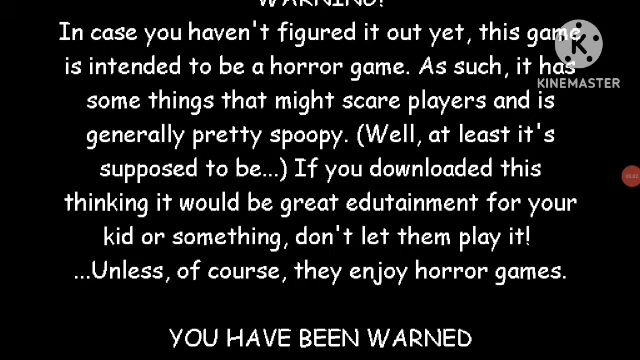 WARNING!
In case you haven't figured it out yet, this game
is intended to be a horror game. As such, it has
some things that might scare players and is
generally pretty spoopy. (Well, at least it's
supposed to be...) If you downloaded this
thinking it would be great edutainment for your
kid or something, don't let them play it!
...Unless, of course, they enjoy horror games.
YOU HAVE BEEN WARNED
K
KINEMASTER